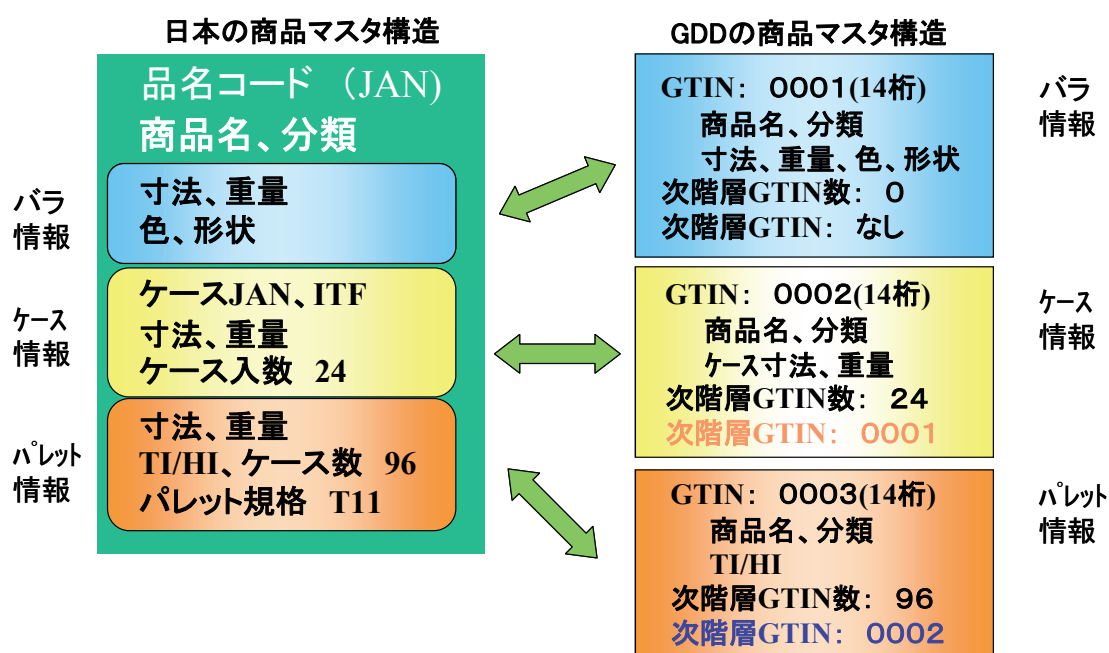 日本の商品マスタ構造
品名コード （JAN)
商品名、分類
バラ
情報
寸法、重量
色、形状
ケース
情報
ケースJAN、ITF
寸法、重量
ケース入数 24
パレット
情報
寸法、重量
TI/HI、ケース数 96
パレット規格 T11
GDDの商品マスタ構造
GTIN： ０００１(14桁)
商品名、分類
寸法、重量、色、形状
次階層GTIN数： ０
次階層GTIN： なし
バラ
情報
GTIN： ０００２(14桁)
商品名、分類
ケース寸法、重量
次階層GTIN数： ２４
次階層GTIN： ０００１
ケース
情報
GTIN： ０００３(14桁)
商品名、分類
TI/HI
次階層GTIN数： ９６
次階層GTIN： ０００２
パレット
情報